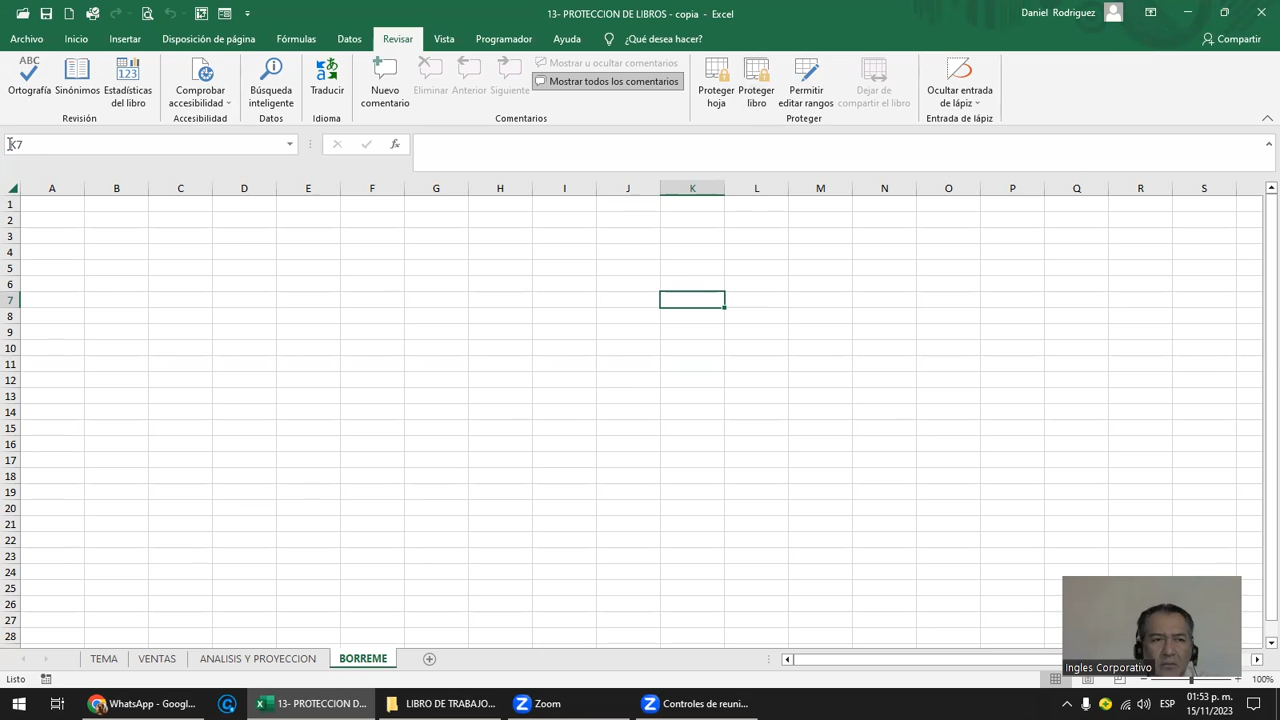 13- PROTECCION DE LIBROS - copia - Excel
Daniel Rodriguez
Archivo Inicio Insertar Disposición de página Fórmulas Datos Revisar Vista Programador Ayuda ¿Qué desea hacer? Compartir
ABC
Ortografía
Sinónimos
Estadísticas
del libro
Revisión
Comprobar
accesibilidad
Accesibilidad
Búsqueda
inteligente
Datos
Traducir
Idioma
Nuevo
comentario
Eliminar
Anterior
Siguiente
Mostrar u ocultar comentarios
Mostrar todos los comentarios
Comentarios
Proteger
hoja
Proteger
libro
Permitir
editar rangos
Dejar de
compartir el libro
Proteger
Ocultar entrada
de lápiz
Entrada de lápiz
K7
fx
A B C D E F G H I J K L M N O P Q R S
1
2
3
4
5
6
7
8
9
10
11
12
13
14
15
16
17
18
19
20
21
22
23
24
25
26
27
28
Ingles Corporativo
TEMA VENTAS ANALISIS Y PROYECCION BORREME
Listo
100%
WhatsApp - Googl...
13- PROTECCION D...
LIBRO DE TRABAJO...
Zoom
Controles de reuni...
ESP
01:53 p. m.
15/11/2023